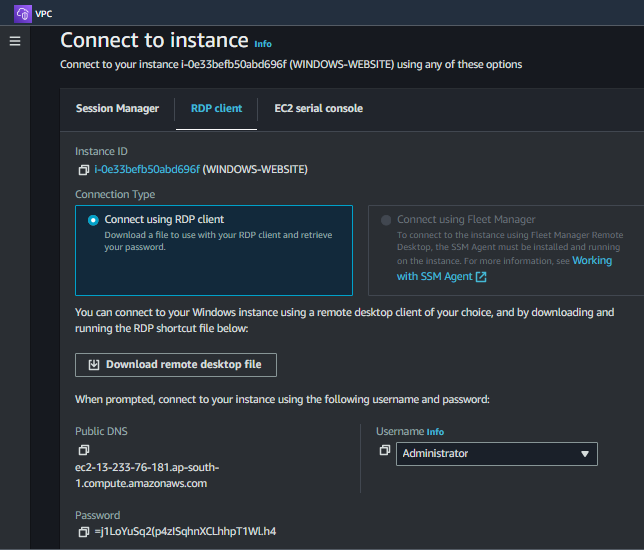 VPC
Connect to instance Info
Connect to your instance i-0e33befb50abd696f (WINDOWS-WEBSITE) using any of these options
Session Manager
RDP client
EC2 serial console
Instance ID
i-0e33befb50abd696f (WINDOWS-WEBSITE)
Connection Type
Connect using RDP client
Download a file to use with your RDP client and retrieve
your password.
Connect using Fleet Manager
To connect to the instance using Fleet Manager Remote
Desktop, the SSM Agent must be installed and running
on the instance. For more information, see Working
with SSM Agent
You can connect to your Windows instance using a remote desktop client of your choice, and by downloading and
running the RDP shortcut file below:
Download remote desktop file
When prompted, connect to your instance using the following username and password:
Public DNS
ec2-13-233-76-181.ap-south-
1.compute.amazonaws.com
Username Info
Administrator
Password
=j1LoYuSq2(p4zISqhnXCLhhpT1Wl.h4